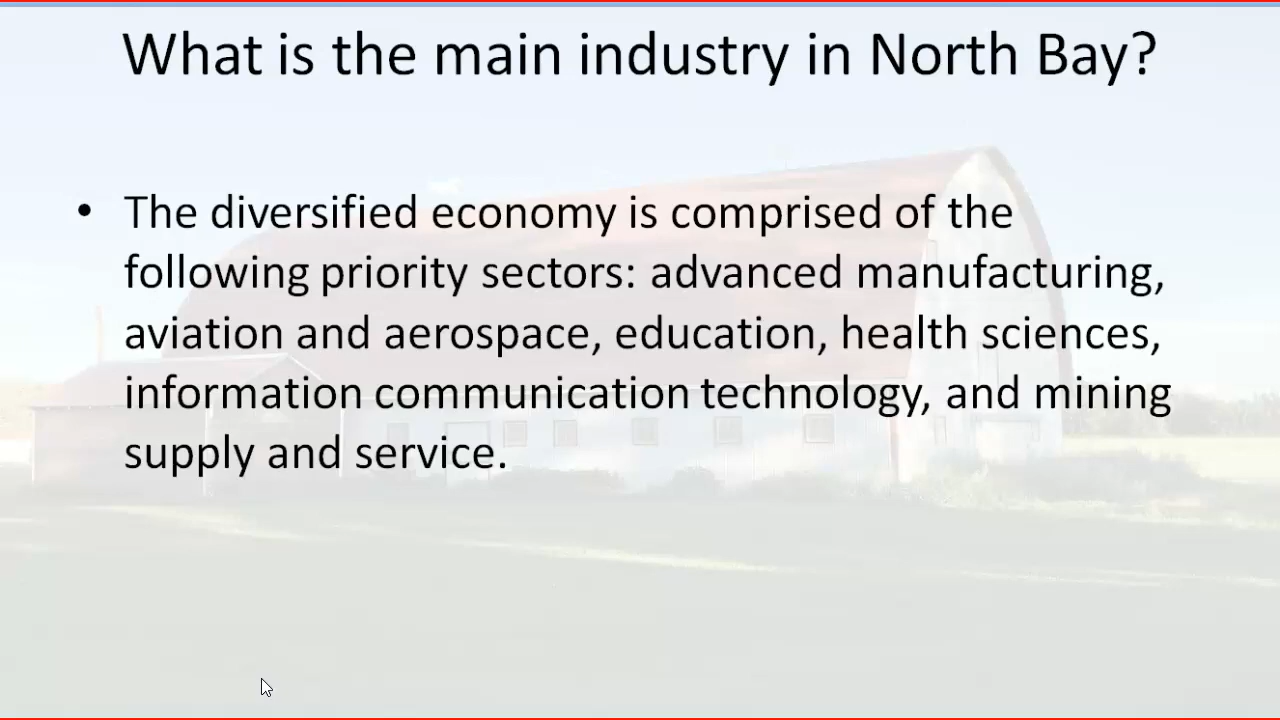 What is the main industry in North Bay?
• The diversified economy is comprised of the
following priority sectors: advanced manufacturing,
aviation and aerospace, education, health sciences,
information communication technology, and mining
supply and service.